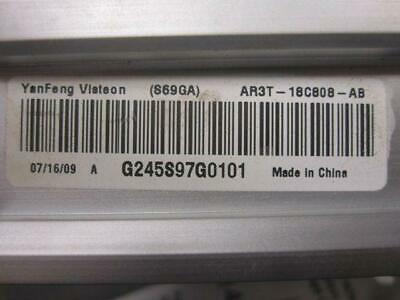 YanFeng Visteon (S69GA) AR3T-18C808-AB
07/16/09 A G245S97G0101 Made in China